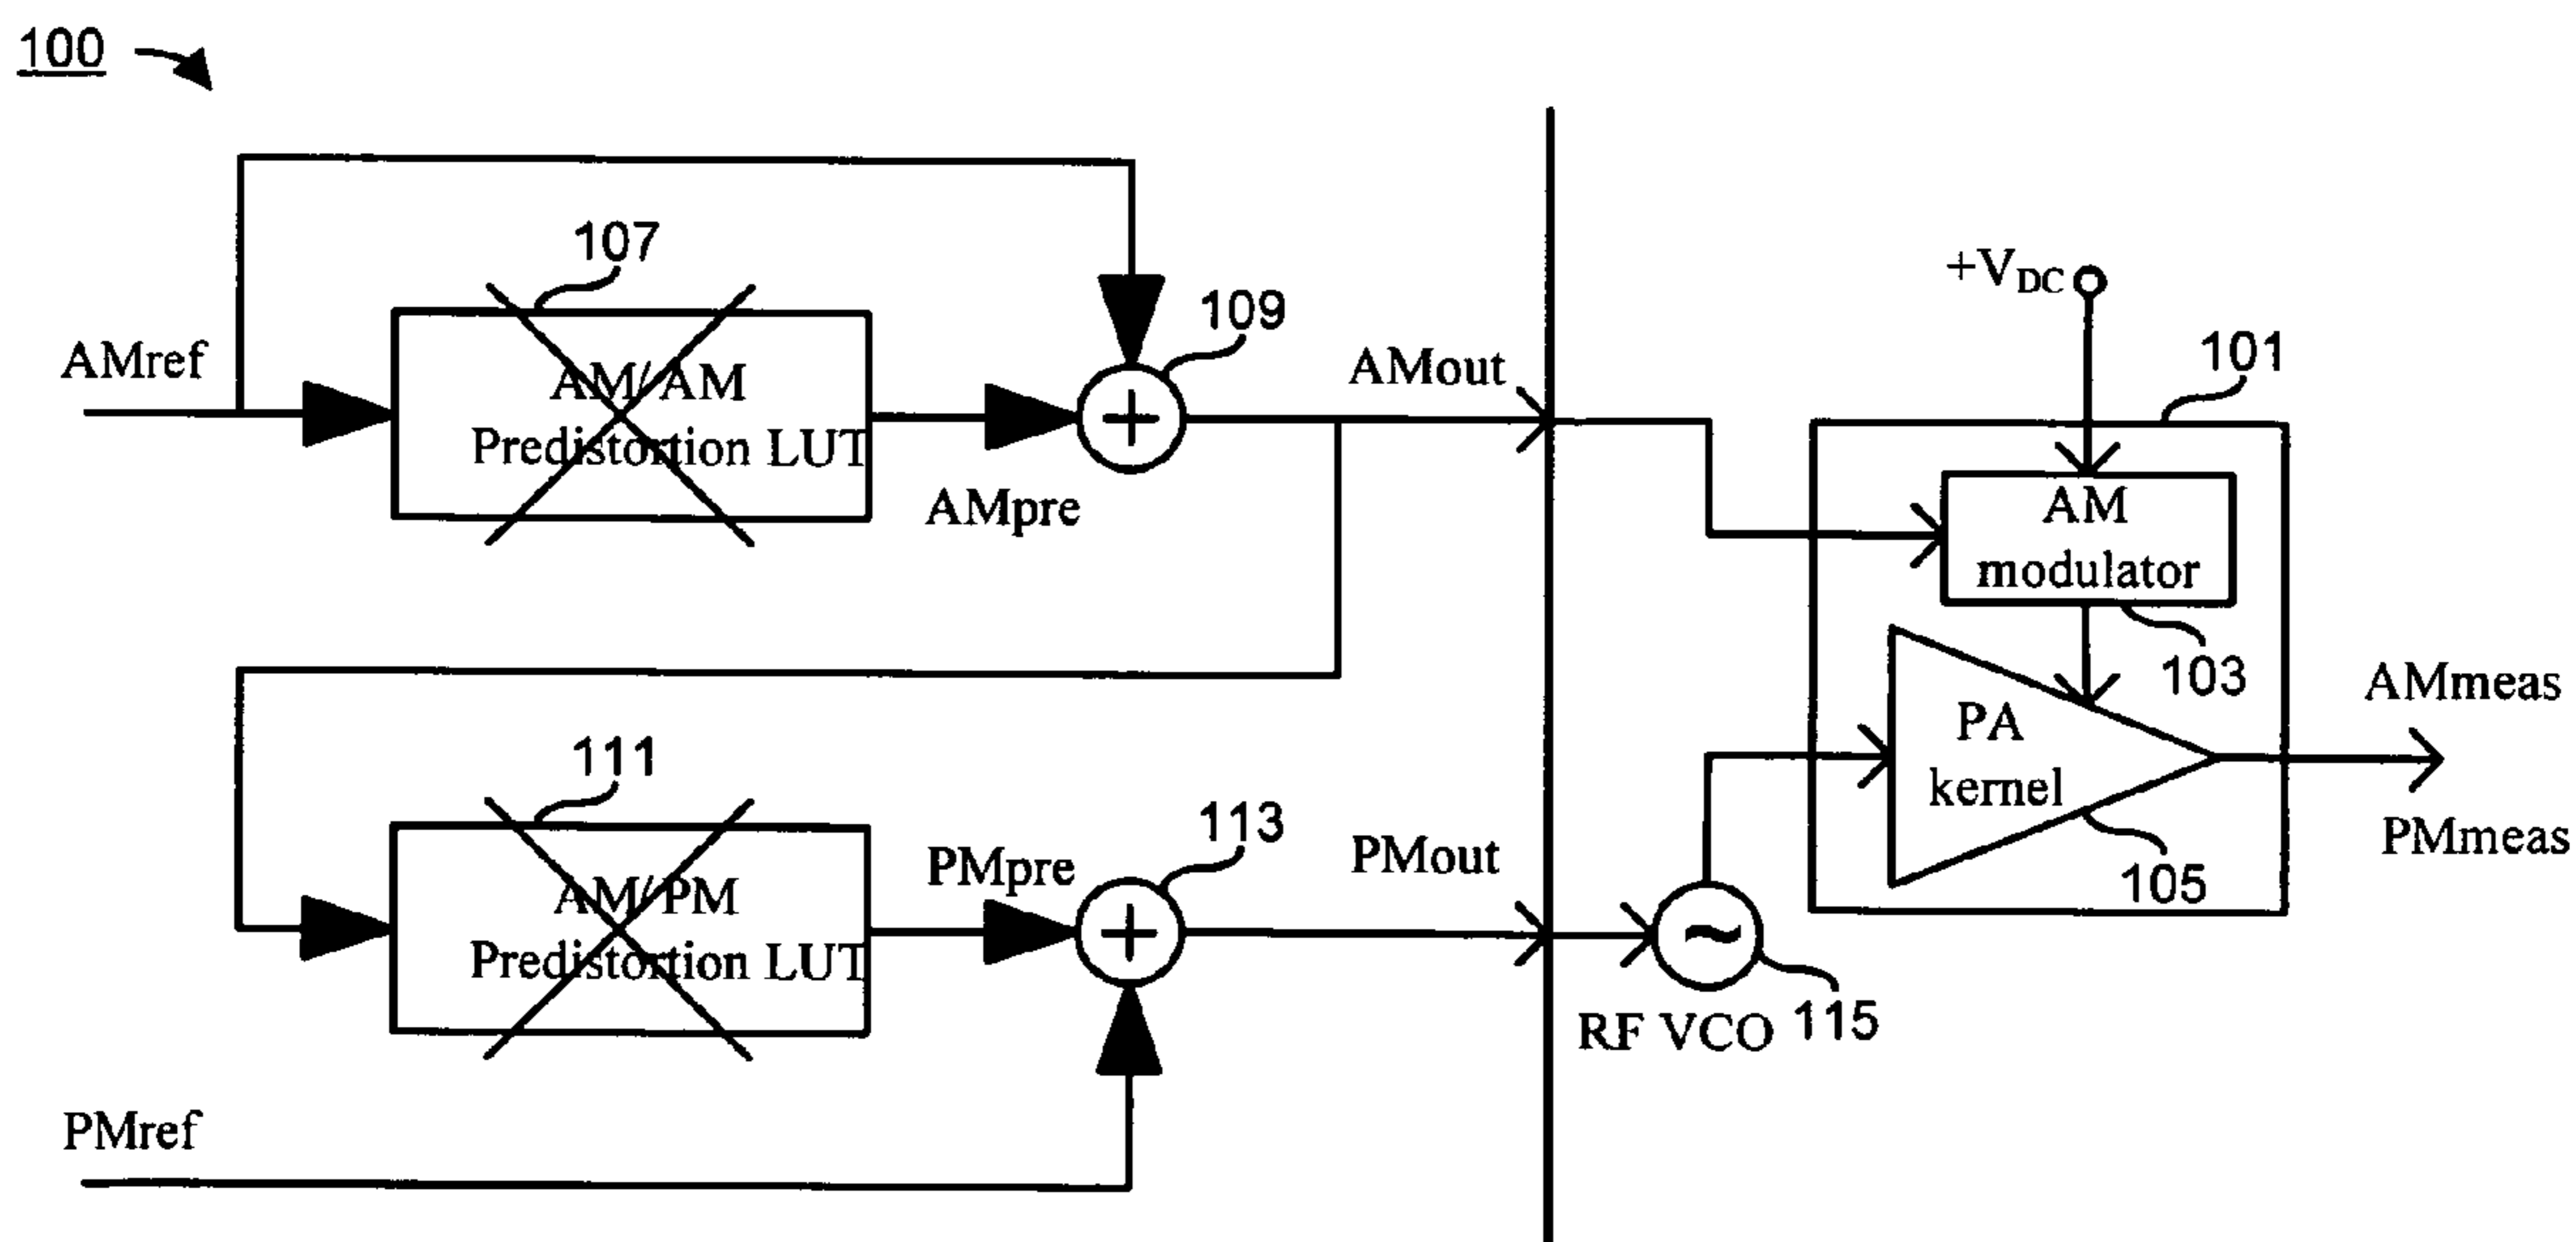 100
107
109
AMref
AM/AM
Predistortion LUT
AMpre
AMout
+VDC
101
AM
modulator
103
PA
kernel
105
AMmeas
PMmeas
111
113
AM/PM
Predistortion LUT
PMpre
PMout
RF VCO
115
PMref